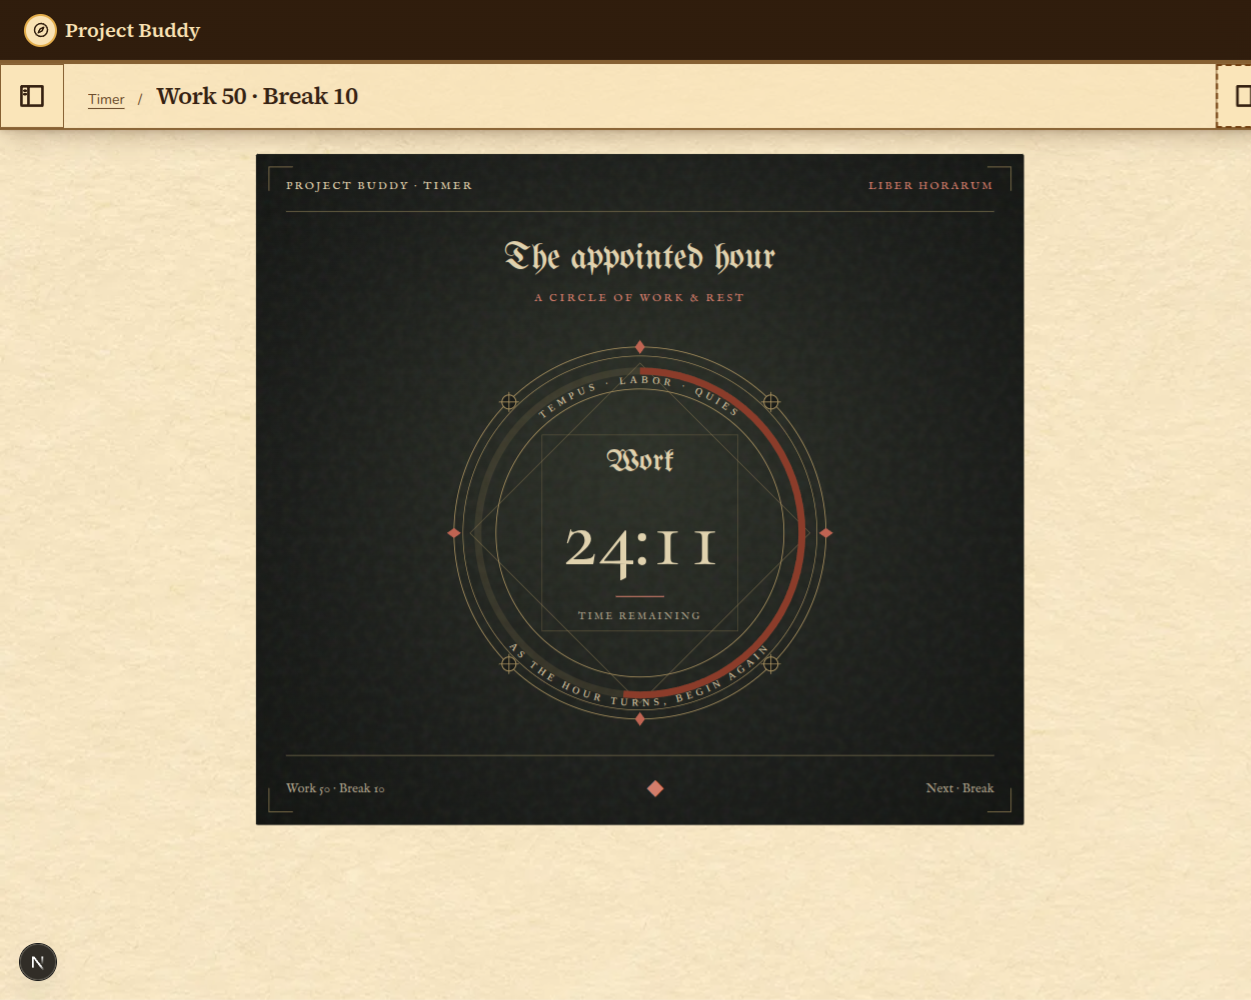 Project Buddy
Timer / Work 50 · Break 10
PROJECT BUDDY · TIMER
LIBER HORARUM
The appointed hour
A CIRCLE OF WORK & REST
TEMPUS · LABOR · QUIES
Work
24:11
TIME REMAINING
AS THE HOUR TURNS, BEGIN AGAIN
Work 50 · Break 10
Next · Break
N